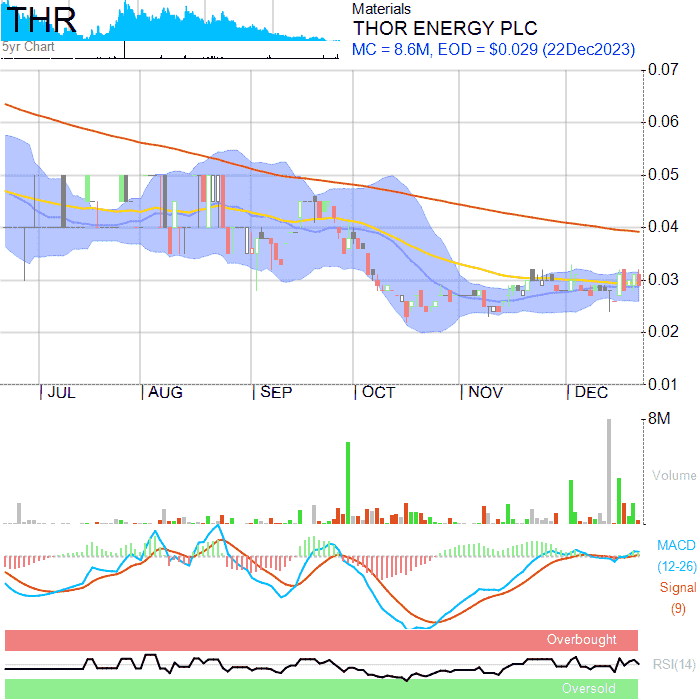 THR
5yr Chart
Materials
THOR ENERGY PLC
MC = 8.6M, EOD = $0.029 (22Dec2023)
0.07
0.06
0.05
0.04
0.03
0.02
0.01
JUL AUG SEP OCT NOV DEC
8M
Volume
MACD
(12-26)
Signal
(9)
Overbought
RSI(14)
Oversold